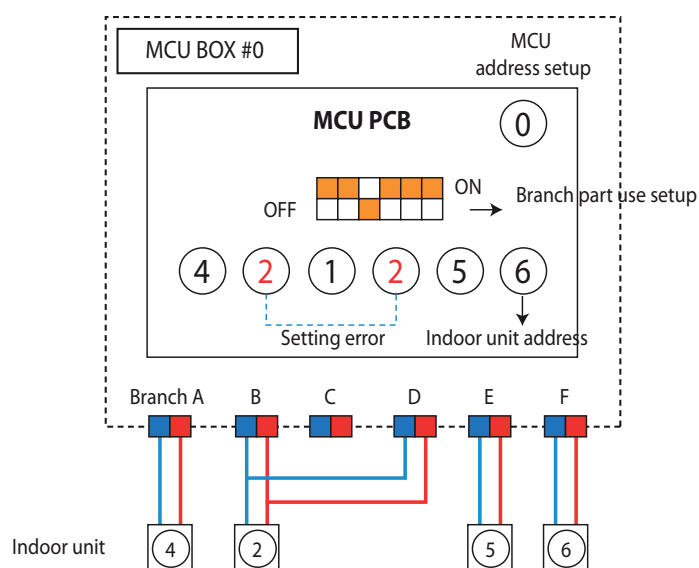 MCU BOX #0
MCU
address setup
MCU PCB
0
ON
OFF
Branch part use setup
4 2 1 2 5 6
Setting error
Indoor unit address
Branch A B C D E F
Indoor unit 4 2 5 6